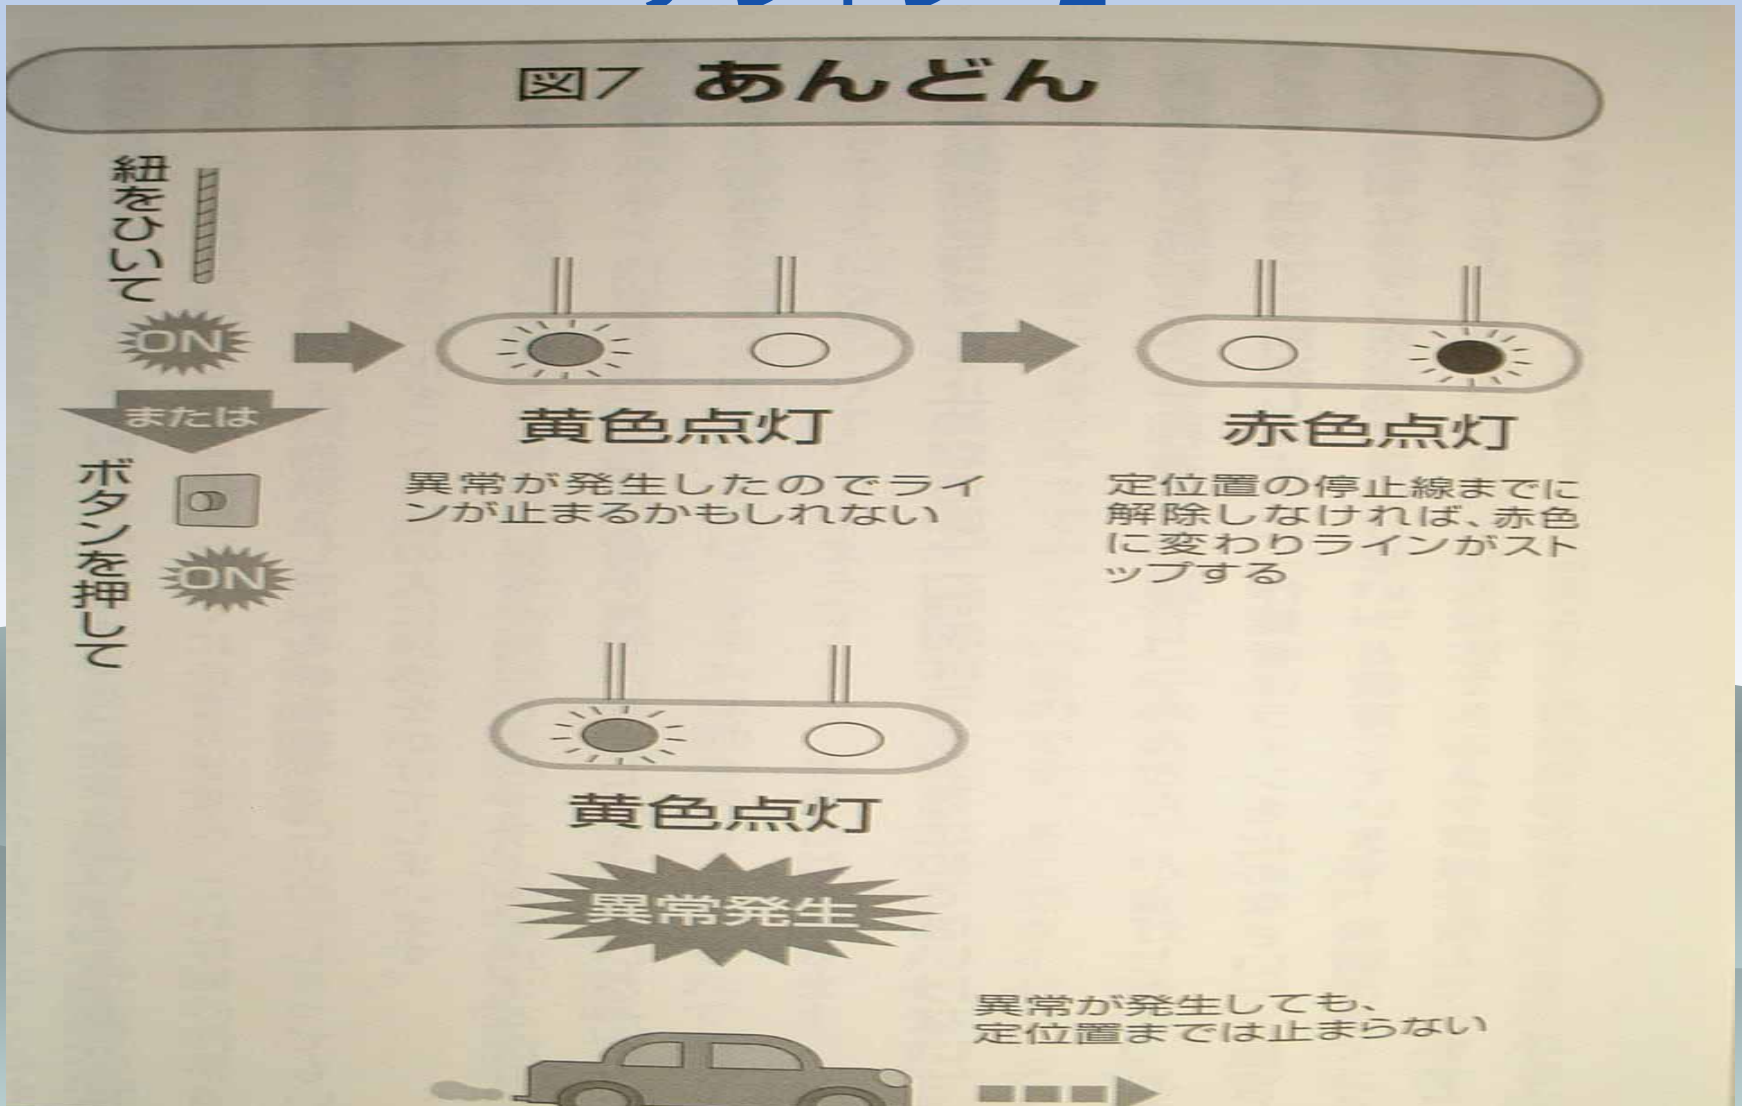 図7 あんどん
紐をひいて
ON
または
ボタンを押して
ON
黄色点灯
異常が発生したのでライ
ンが止まるかもしれない
赤色点灯
定位置の停止線までに
解除しなければ、赤色
に変わりラインがスト
ップする
黄色点灯
異常発生
異常が発生しても、
定位置までは止まらない